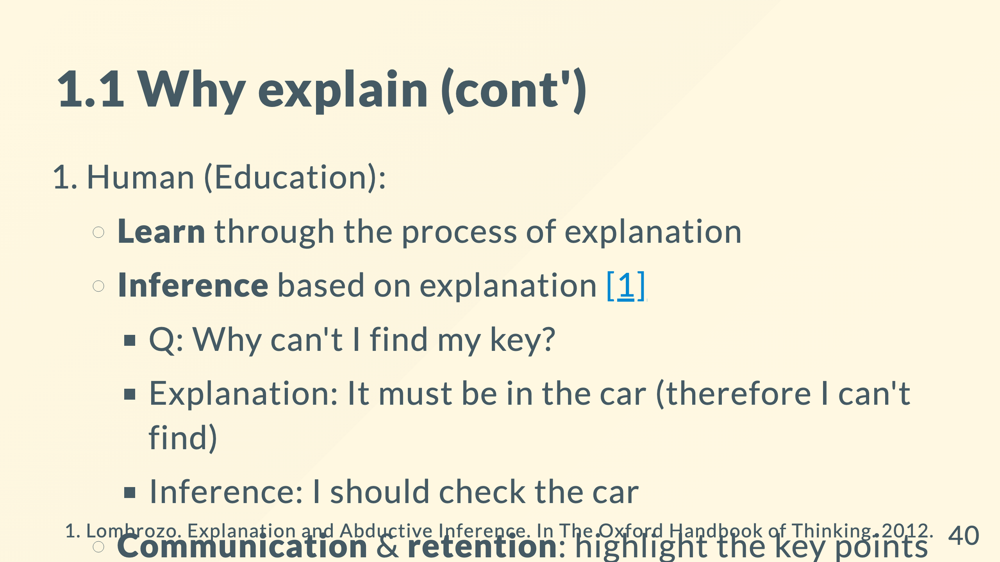 1.1 Why explain (cont')
1. Human (Education):
Learn through the process of explanation
Inference based on explanation [1]
Q: Why can't I find my key?
Explanation: It must be in the car (therefore I can't
find)
Inference: I should check the car
1. Lombrozo. Explanation and Abductive Inference. In The Oxford Handbook of Thinking. 2012.
Communication & retention: highlight the key points
40